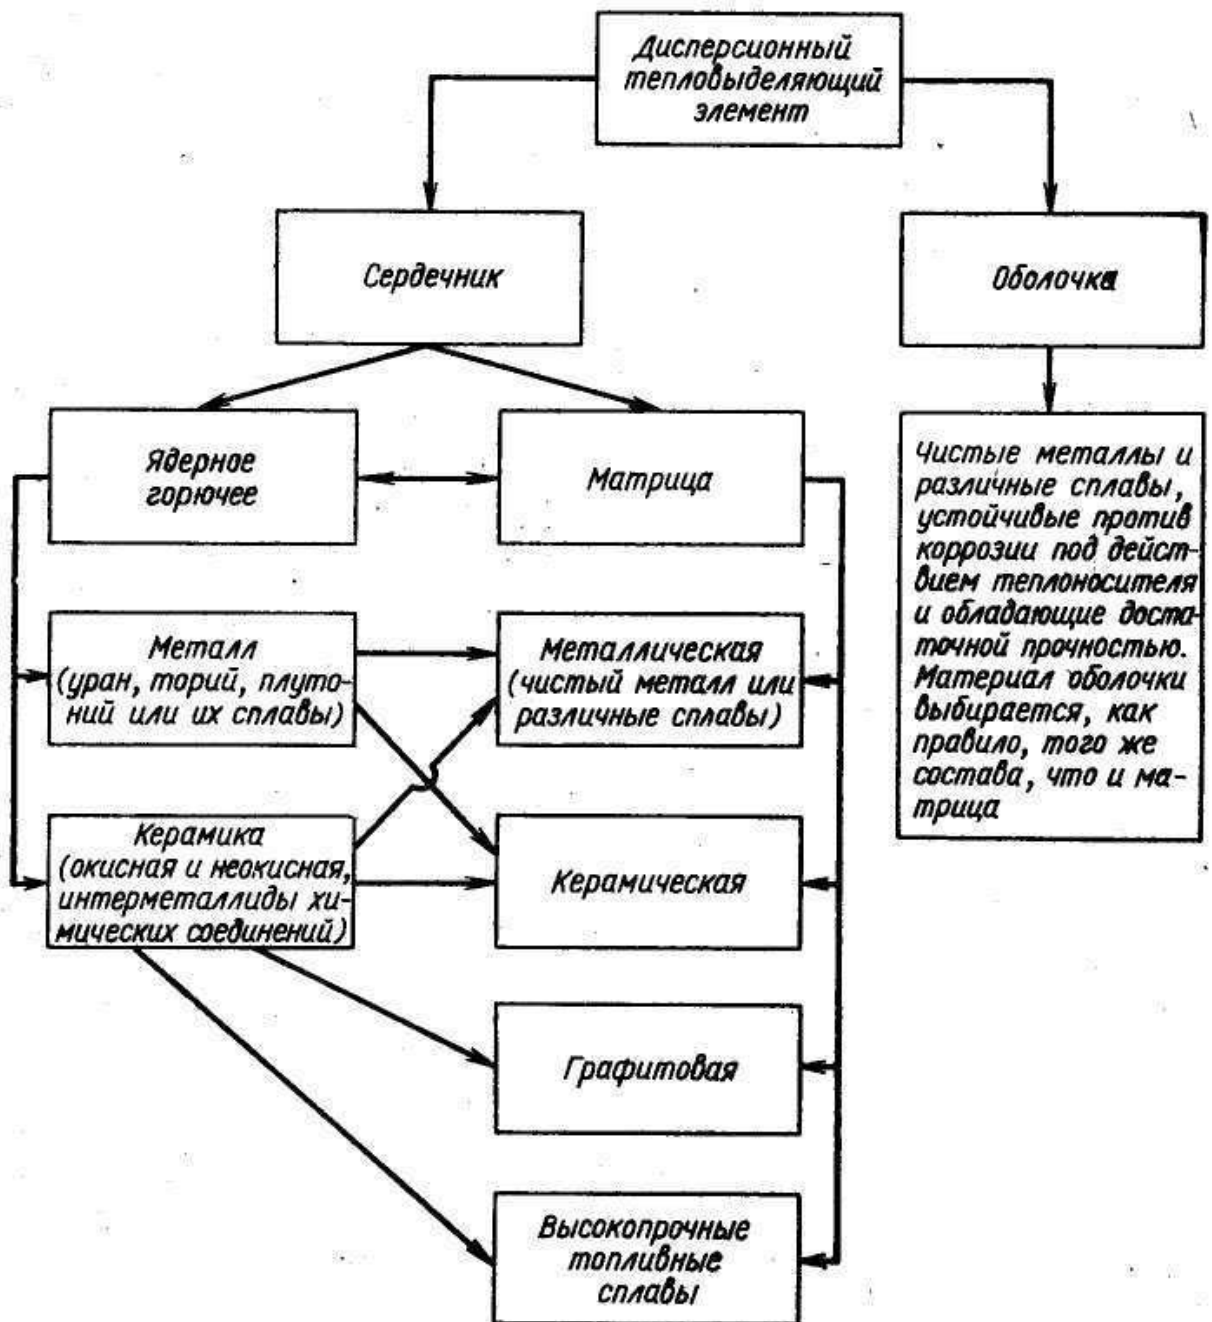 Дисперсионный
тепловыделяющий
элемент
Сердечник
Оболочка
Ядерное
горючее
Матрица
Чистые металлы и
различные сплавы,
устойчивые против
коррозии под дейст-
вием теплоносителя
и обладающие доста-
точной прочностью.
Материал оболочки
выбирается, как
правило, того же
состава, что и ма-
трица
Металл
(уран, торий, плуто-
ний или их сплавы)
Металлическая
(чистый металл или
различные сплавы)
Керамика
(окисная и неокисная,
интерметаллиды хи-
мических соединений)
Керамическая
Графитовая
Высокопрочные
топливные
сплавы